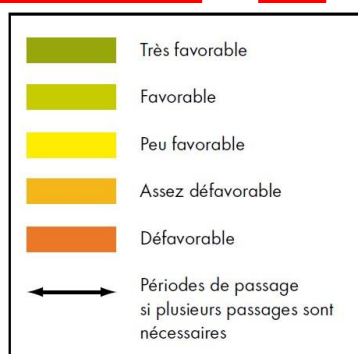 Très favorable
Favorable
Peu favorable
Assez défavorable
Défavorable
Périodes de passage
si plusieurs passages sont
nécessaires